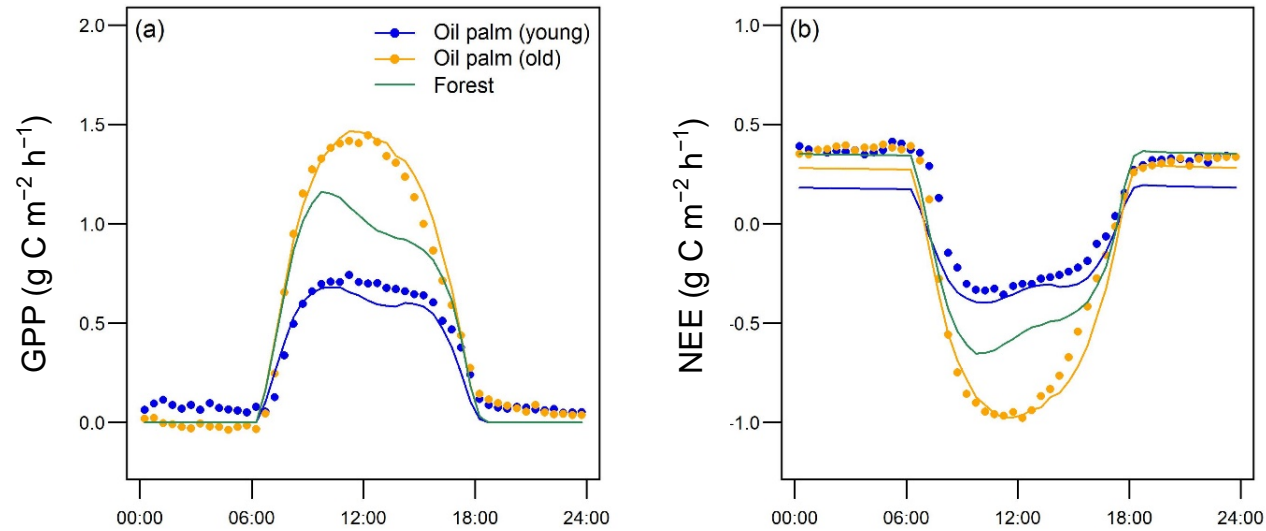 (a)
Oil palm (young)
Oil palm (old)
Forest
GPP (g C m⁻² h⁻¹)
2.0
1.5
1.0
0.5
0.0
00:00 06:00 12:00 18:00 24:00
(b)
NEE (g C m⁻² h⁻¹)
1.0
0.5
0.0
-0.5
-1.0
00:00 06:00 12:00 18:00 24:00